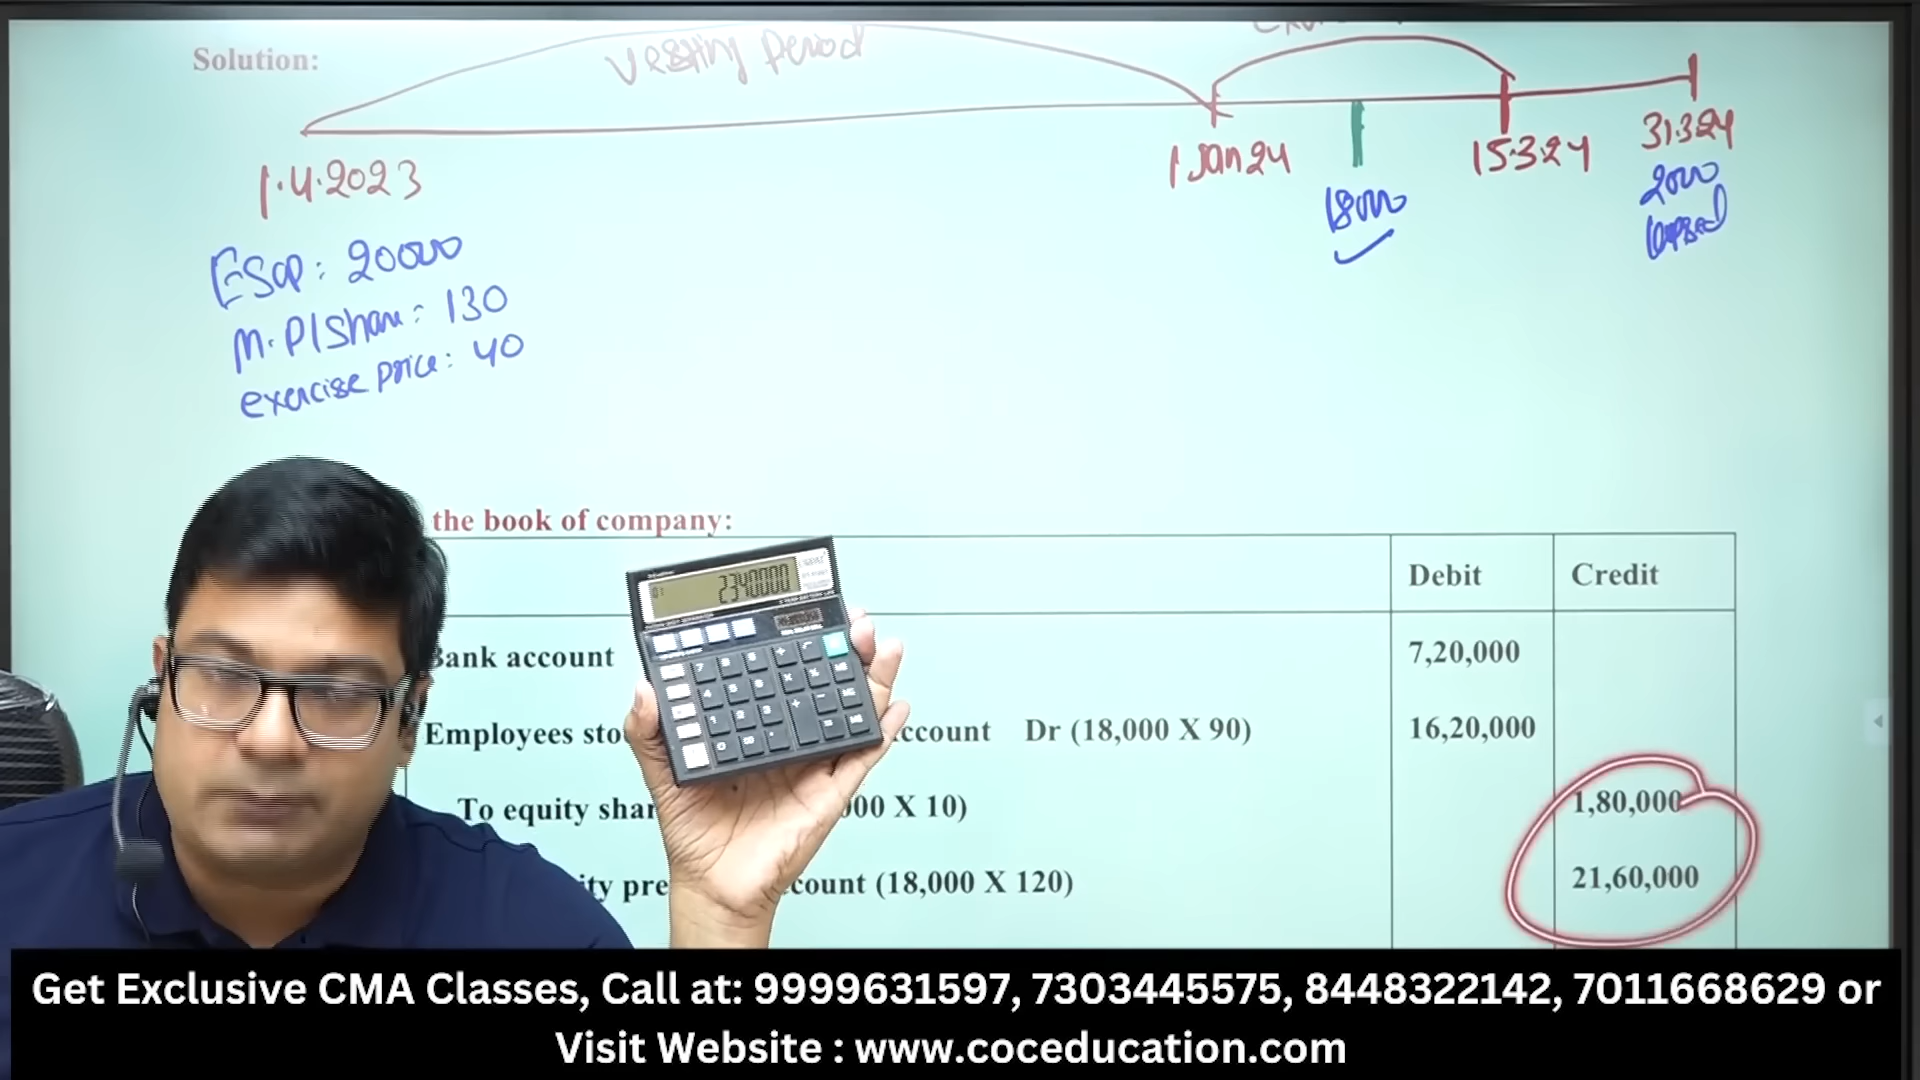 Solution:
Vesting Period
1.4.2023
1 Jan 24
15.3.24
31.3.24
18000
2000
lapsed
ESOP: 20000
M.P/Share: 130
exercise price: 40
the book of company:
Debit Credit
Bank account 7,20,000
Employees sto ccount Dr (18,000 X 90) 16,20,000
To equity shar 000 X 10) 1,80,000
ity pre count (18,000 X 120) 21,60,000
2340000
Get Exclusive CMA Classes, Call at: 9999631597, 7303445575, 8448322142, 7011668629 or
Visit Website : www.coceducation.com